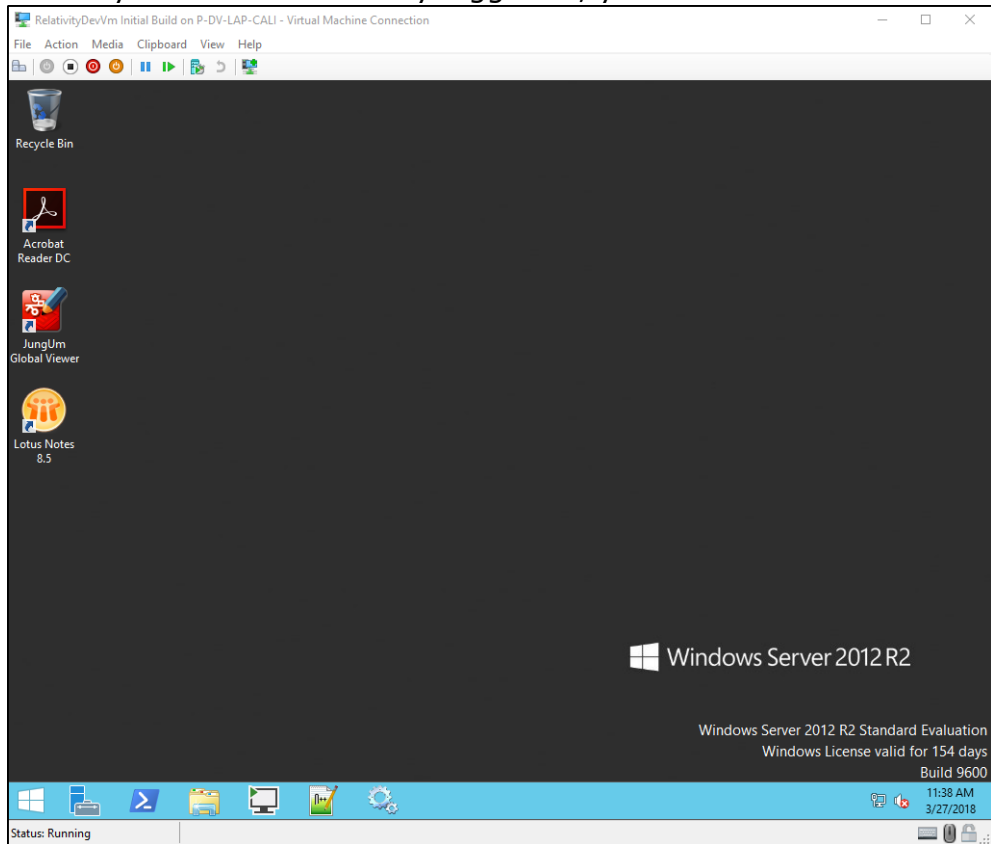 RelativityDevVm Initial Build on P-DV-LAP-CALI - Virtual Machine Connection
File Action Media Clipboard View Help
Recycle Bin
Acrobat
Reader DC
JungUm
Global Viewer
Lotus Notes
8.5
Windows Server 2012 R2
Windows Server 2012 R2 Standard Evaluation
Windows License valid for 154 days
Build 9600
11:38 AM
3/27/2018
Status: Running